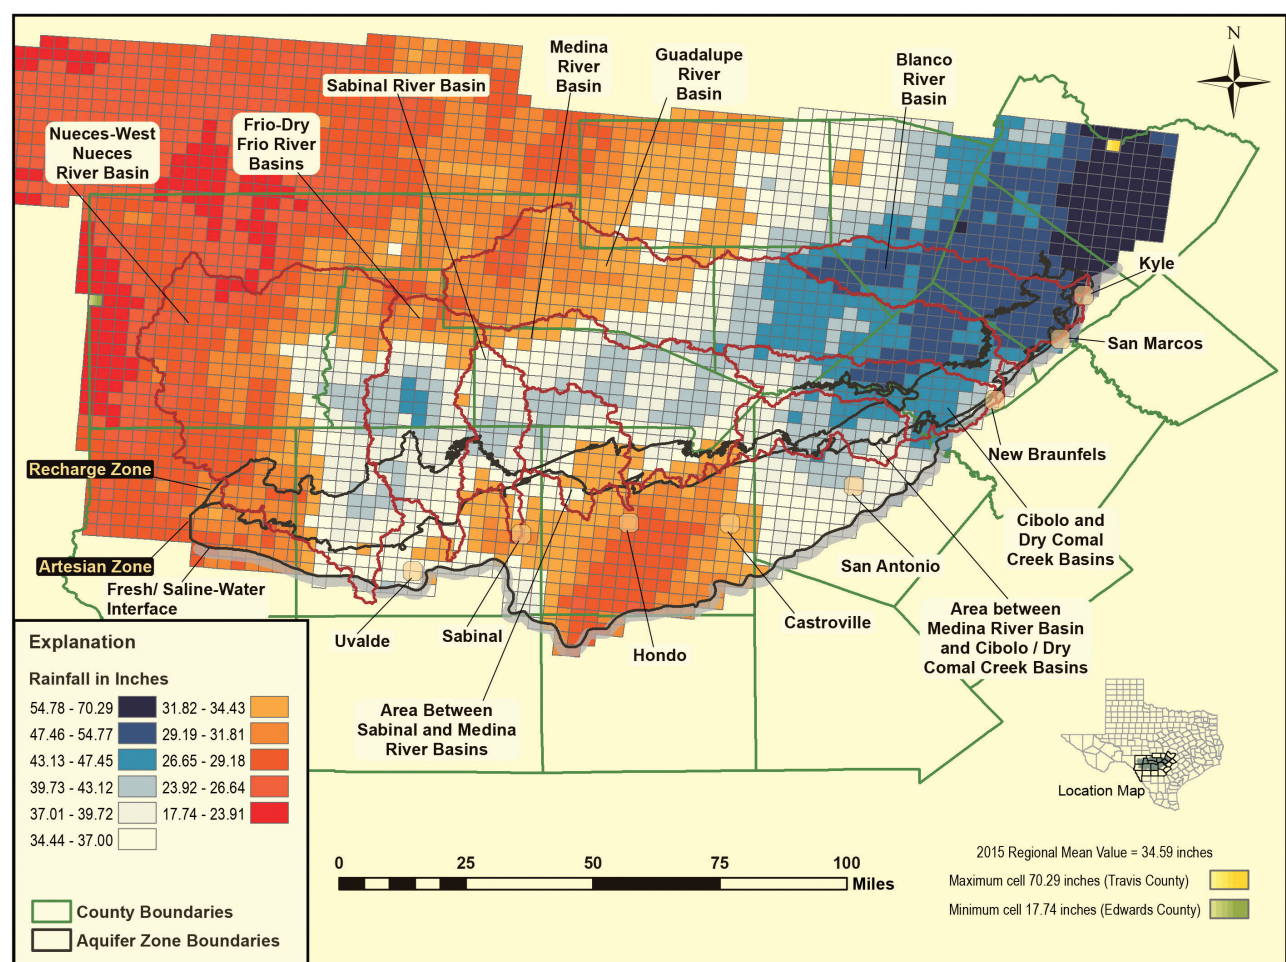 N
Medina
River
Basin
Guadalupe
River
Basin
Blanco
River
Basin
Sabinal River Basin
Nueces-West
Nueces
River Basin
Frio-Dry
Frio River
Basins
Kyle
San Marcos
New Braunfels
Recharge Zone
Artesian Zone
Fresh/ Saline-Water
Interface
Cibolo and
Dry Comal
Creek Basins
San Antonio
Uvalde
Sabinal
Hondo
Castroville
Area between
Medina River Basin
and Cibolo / Dry
Comal Creek Basins
Area Between
Sabinal and Medina
River Basins
Explanation
Rainfall in Inches
54.78 - 70.29 31.82 - 34.43
47.46 - 54.77 29.19 - 31.81
43.13 - 47.45 26.65 - 29.18
39.73 - 43.12 23.92 - 26.64
37.01 - 39.72 17.74 - 23.91
34.44 - 37.00
County Boundaries
Aquifer Zone Boundaries
0 25 50 75 100
Miles
Location Map
2015 Regional Mean Value = 34.59 inches
Maximum cell 70.29 inches (Travis County)
Minimum cell 17.74 inches (Edwards County)